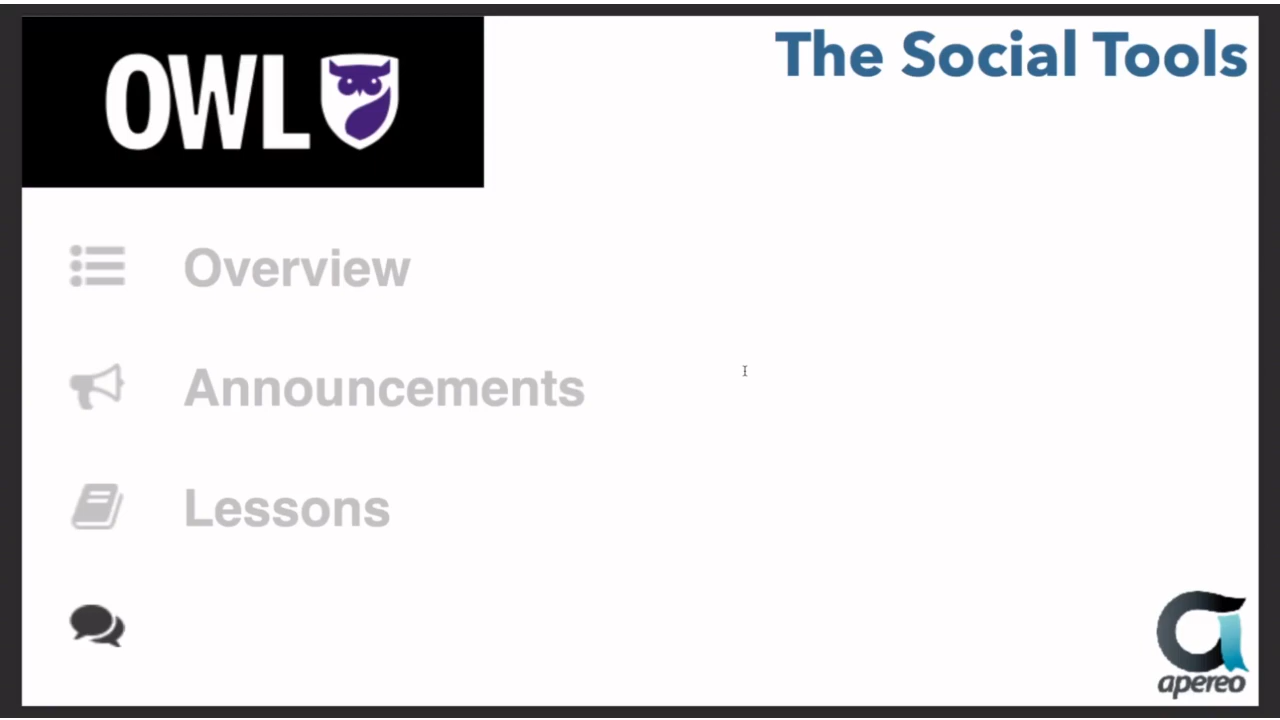 OWL
The Social Tools
Overview
Announcements
Lessons
apereo